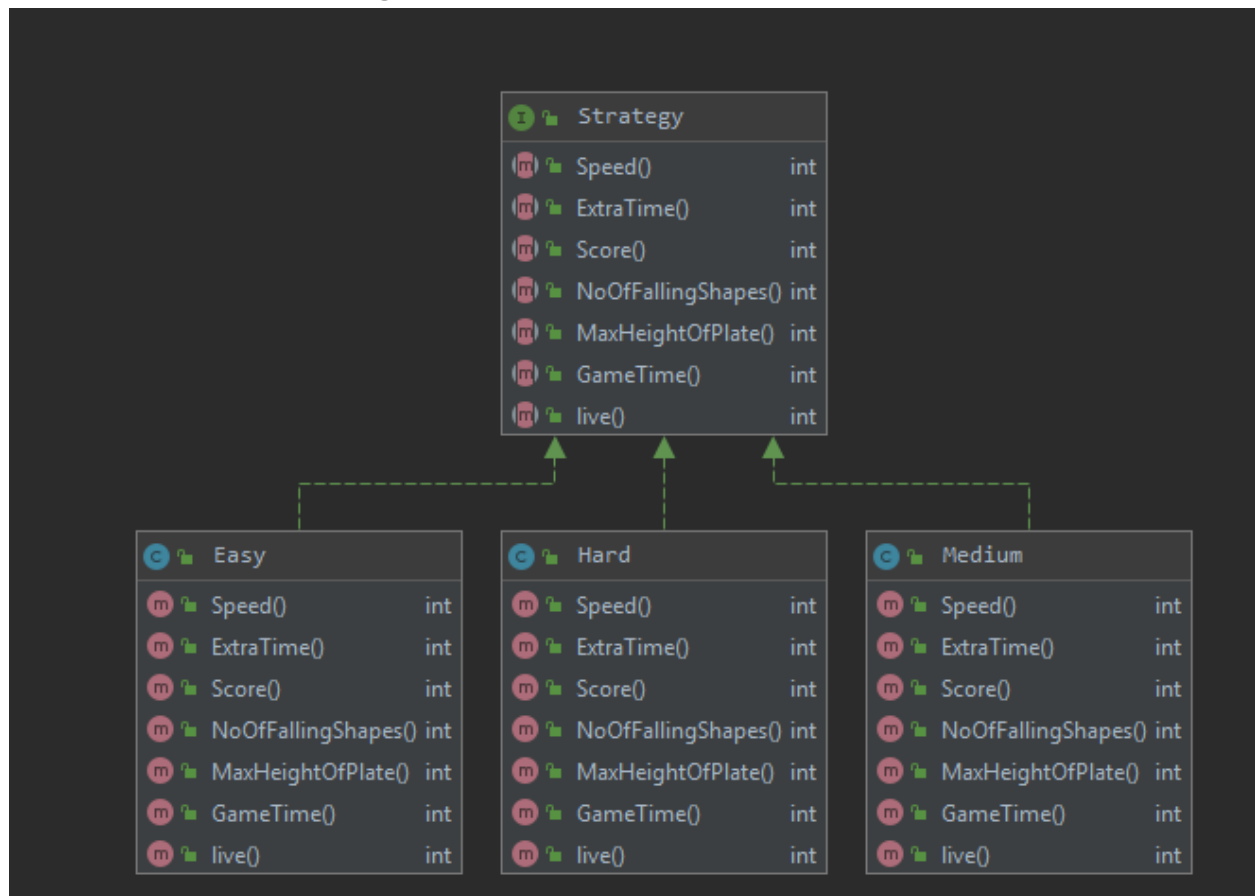 Strategy
Speed() int
ExtraTime() int
Score() int
NoOfFallingShapes() int
MaxHeightOfPlate() int
GameTime() int
live() int
Easy
Speed() int
ExtraTime() int
Score() int
NoOfFallingShapes() int
MaxHeightOfPlate() int
GameTime() int
live() int
Hard
Speed() int
ExtraTime() int
Score() int
NoOfFallingShapes() int
MaxHeightOfPlate() int
GameTime() int
live() int
Medium
Speed() int
ExtraTime() int
Score() int
NoOfFallingShapes() int
MaxHeightOfPlate() int
GameTime() int
live() int